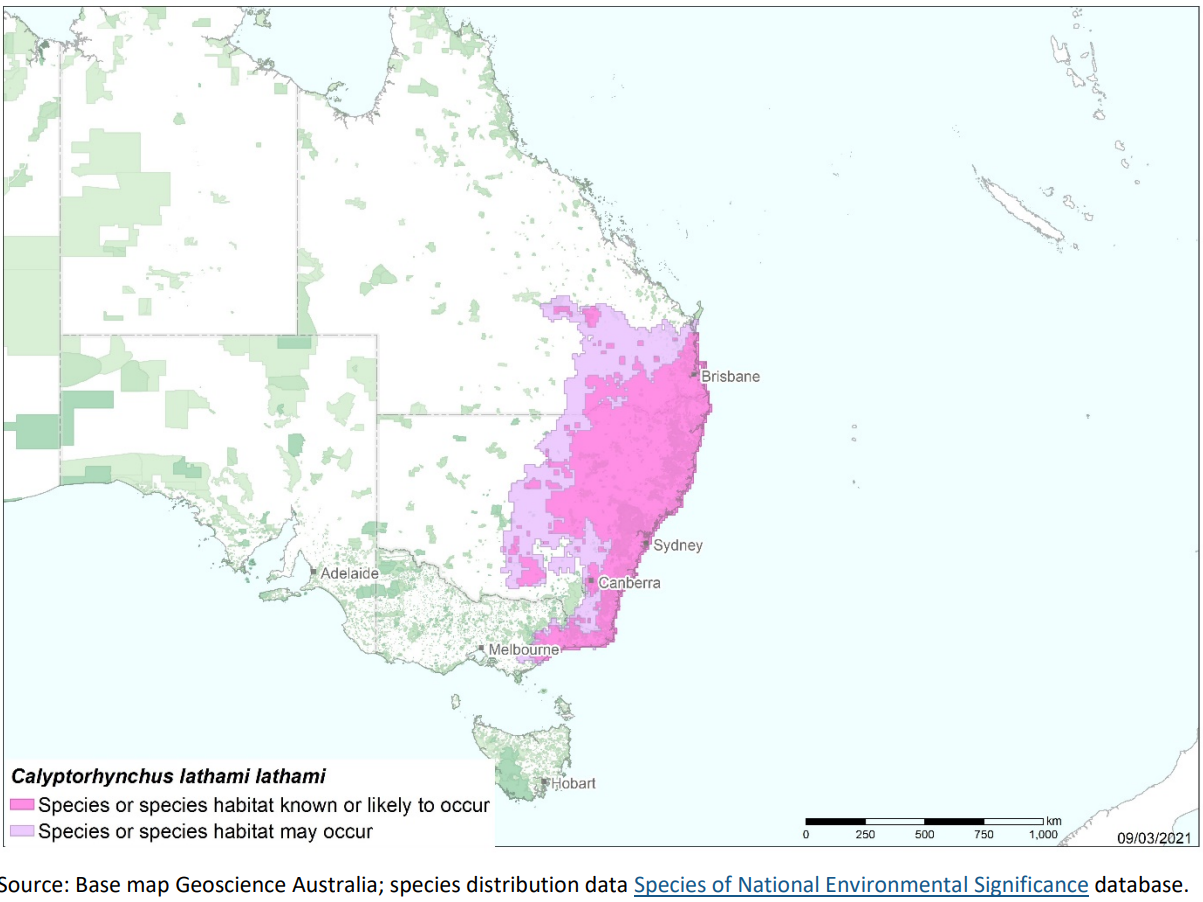 Brisbane
Sydney
Canberra
Adelaide
Melbourne
Hobart
Calyptorhynchus lathami lathami
Species or species habitat known or likely to occur
Species or species habitat may occur
km
0 250 500 750 1,000
09/03/2021
Source: Base map Geoscience Australia; species distribution data Species of National Environmental Significance database.